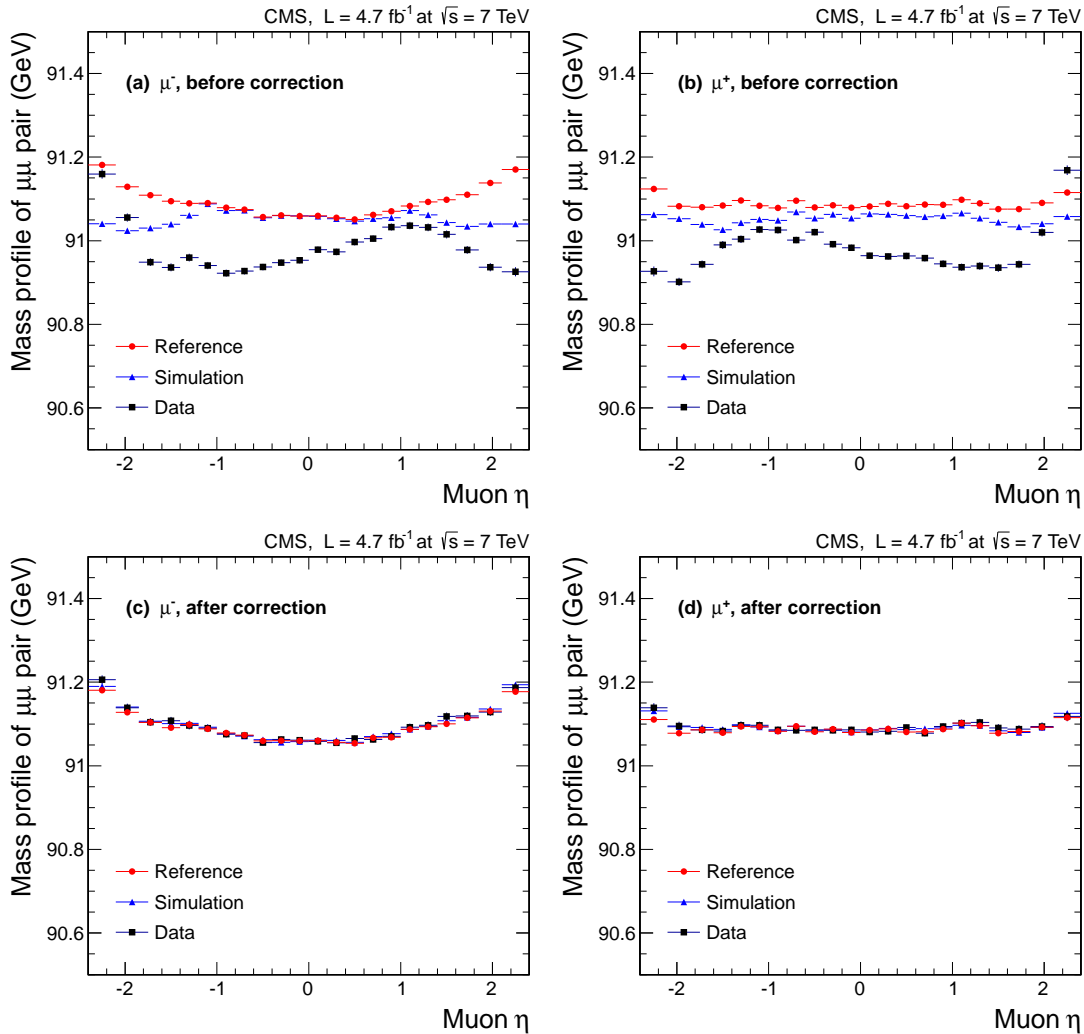 CMS, L = 4.7 fb⁻¹ at √s = 7 TeV
Mass profile of μμ pair (GeV)
91.4
(a) μ⁻, before correction
91.2
91
90.8
Reference
Simulation
90.6
Data
-2 -1 0 1 2
Muon η
CMS, L = 4.7 fb⁻¹ at √s = 7 TeV
Mass profile of μμ pair (GeV)
91.4
(b) μ⁺, before correction
91.2
91
90.8
Reference
Simulation
90.6
Data
-2 -1 0 1 2
Muon η
CMS, L = 4.7 fb⁻¹ at √s = 7 TeV
Mass profile of μμ pair (GeV)
91.4
(c) μ⁻, after correction
91.2
91
90.8
Reference
Simulation
90.6
Data
-2 -1 0 1 2
Muon η
CMS, L = 4.7 fb⁻¹ at √s = 7 TeV
Mass profile of μμ pair (GeV)
91.4
(d) μ⁺, after correction
91.2
91
90.8
Reference
Simulation
90.6
Data
-2 -1 0 1 2
Muon η